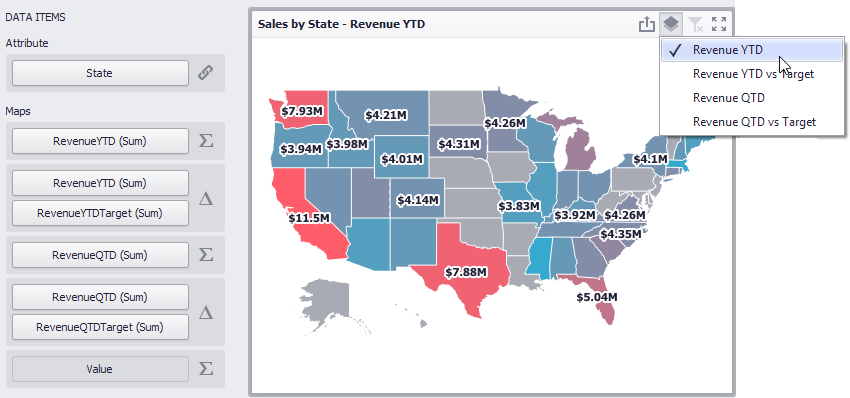 DATA ITEMS
Attribute
State
Maps
RevenueYTD (Sum)
RevenueYTD (Sum)
RevenueYTDTarget (Sum)
RevenueQTD (Sum)
RevenueQTD (Sum)
RevenueQTDTarget (Sum)
Value
Sales by State - Revenue YTD
Revenue YTD
Revenue YTD vs Target
Revenue QTD
Revenue QTD vs Target
$7.93M
$4.21M
$4.26M
$3.94M
$3.98M
$4.31M
$4.01M
$4.1M
$4.14M
$3.83M
$11.5M
$3.92M
$4.26M
$4.35M
$7.88M
$5.04M